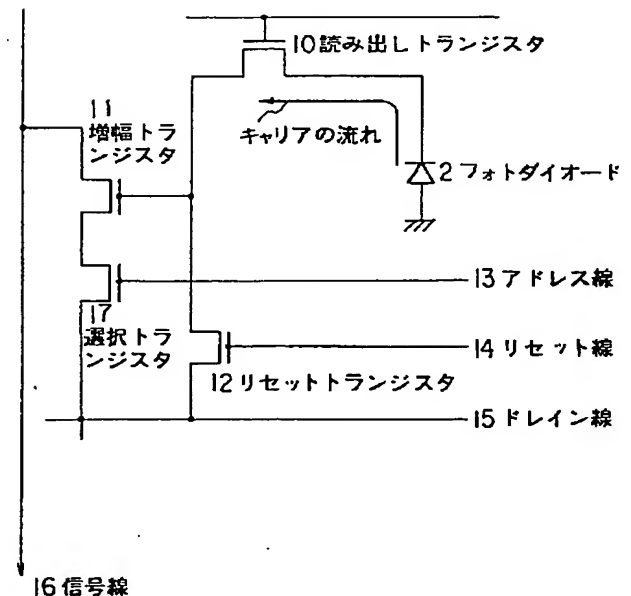 10読み出しトランジスタ
11
増幅トラ
ンジスタ
キャリアの流れ
2フォトダイオード
13アドレス線
17
選択トラ
ンジスタ
14リセット線
12リセットトランジスタ
15ドレイン線
16信号線